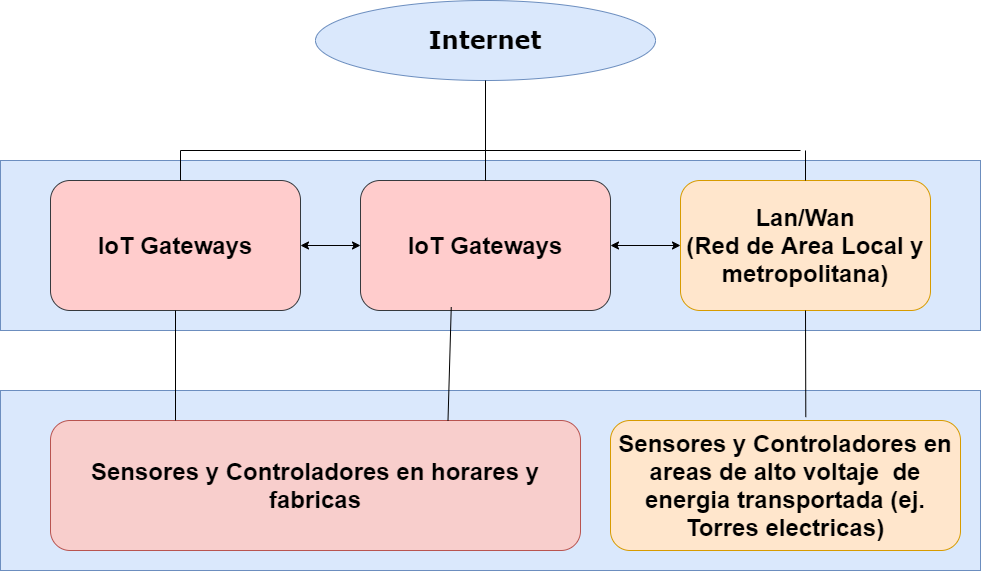 Internet
IoT Gateways
IoT Gateways
Lan/Wan
(Red de Area Local y
metropolitana)
Sensores y Controladores en horares y
fabricas
Sensores y Controladores en
areas de alto voltaje de
energia transportada (ej.
Torres electricas)